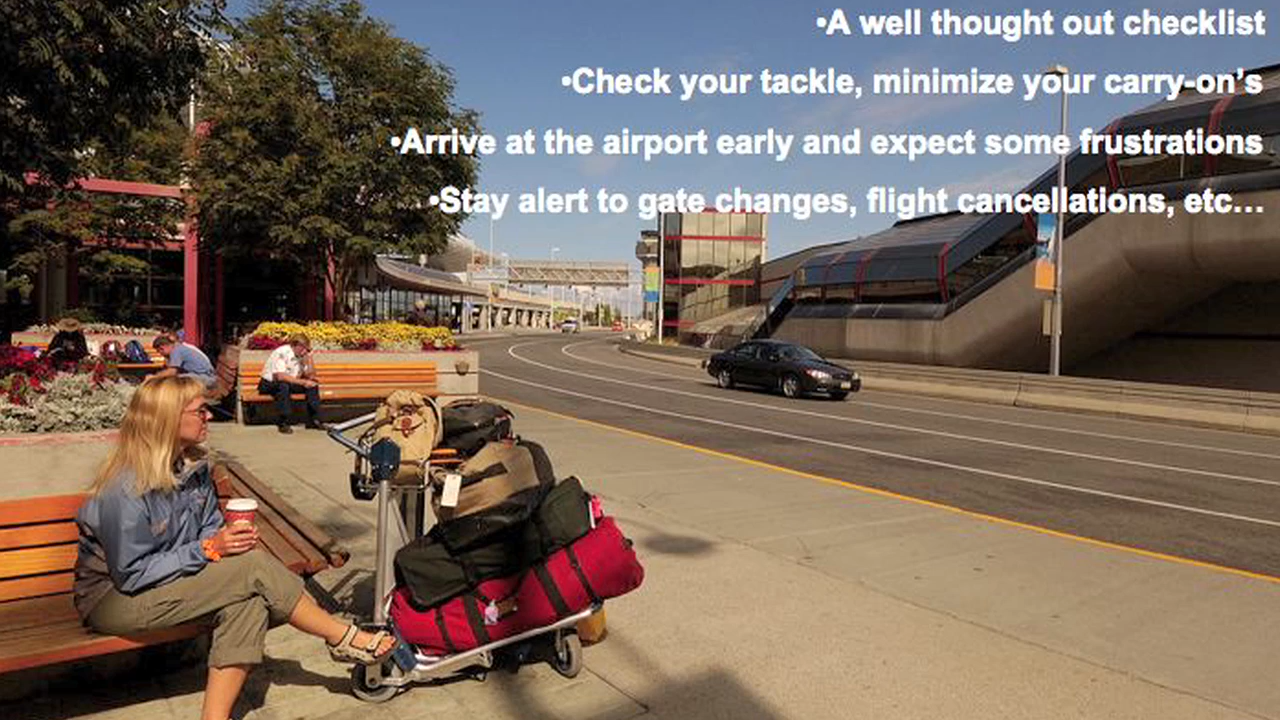 •A well thought out checklist
•Check your tackle, minimize your carry-on's
•Arrive at the airport early and expect some frustrations
•Stay alert to gate changes, flight cancellations, etc…